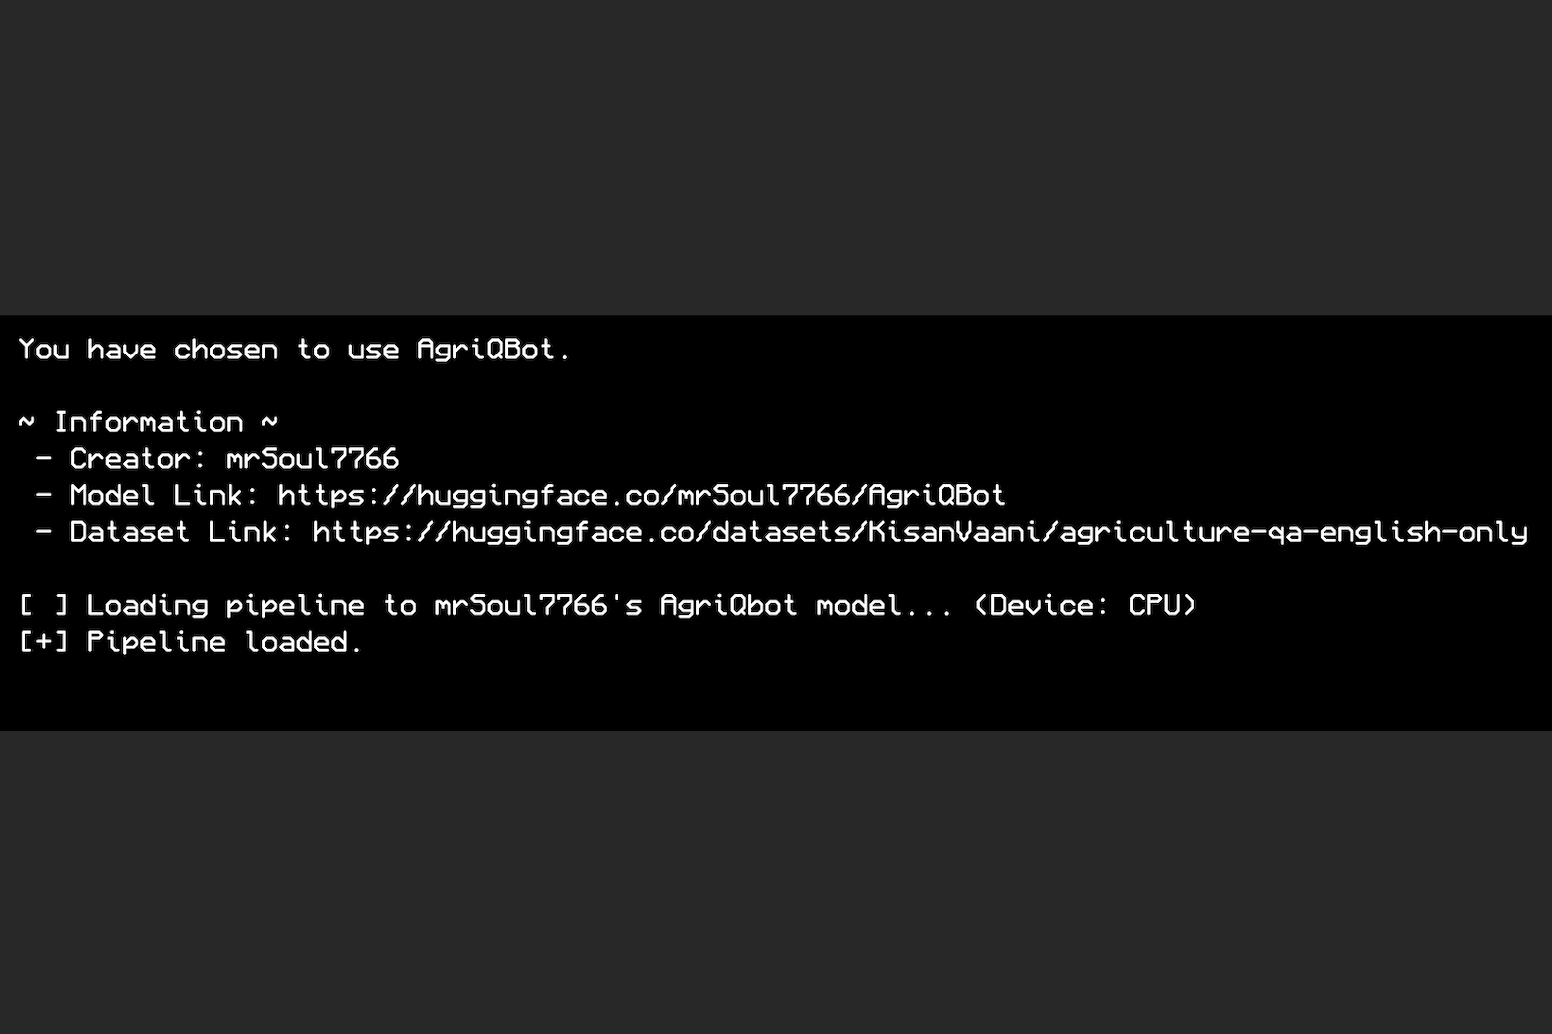 You have chosen to use AgriQBot.
~ Information ~
- Creator: mrSoul7766
- Model Link: https://huggingface.co/mrSoul7766/AgriQBot
- Dataset Link: https://huggingface.co/datasets/KisanVaani/agriculture-qa-english-only
[ ] Loading pipeline to mrSoul7766's AgriQbot model... (Device: CPU)
[+] Pipeline loaded.